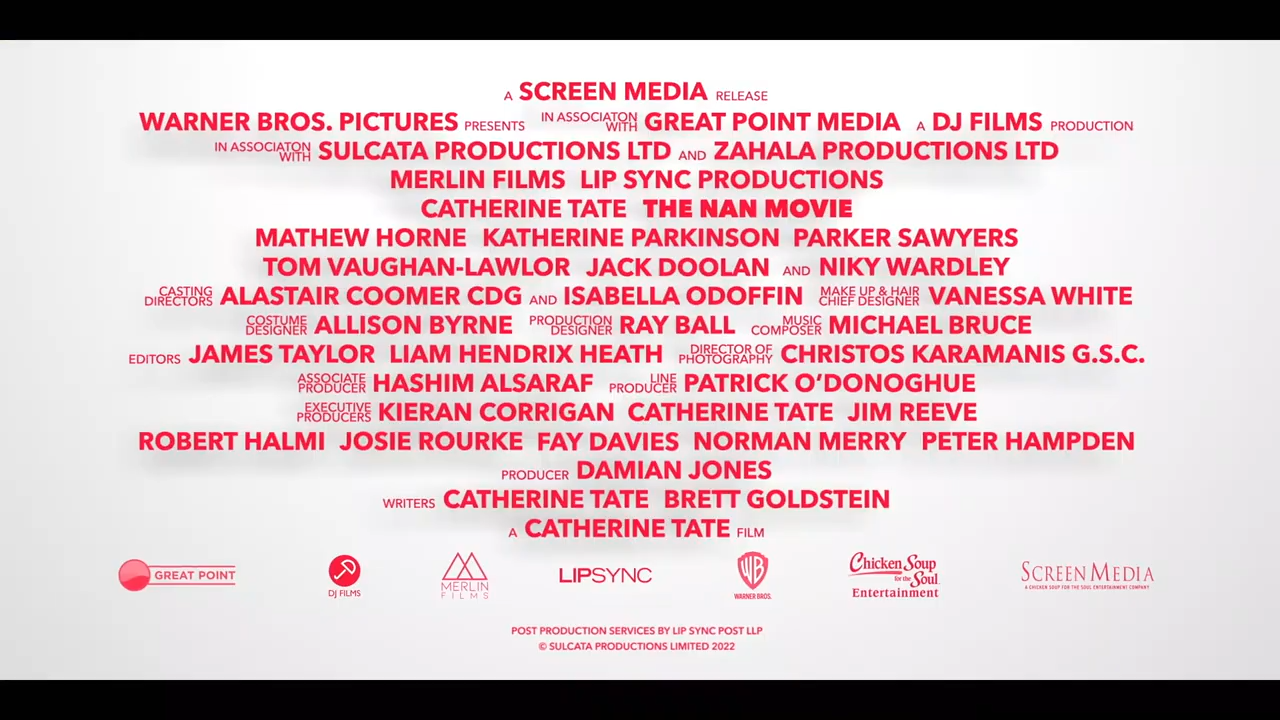 A SCREEN MEDIA RELEASE
WARNER BROS. PICTURES PRESENTS IN ASSOCIATON WITH GREAT POINT MEDIA A DJ FILMS PRODUCTION
IN ASSOCIATON WITH SULCATA PRODUCTIONS LTD AND ZAHALA PRODUCTIONS LTD
MERLIN FILMS LIP SYNC PRODUCTIONS
CATHERINE TATE THE NAN MOVIE
MATHEW HORNE KATHERINE PARKINSON PARKER SAWYERS
TOM VAUGHAN-LAWLOR JACK DOOLAN AND NIKY WARDLEY
CASTING DIRECTORS ALASTAIR COOMER CDG AND ISABELLA ODOFFIN MAKE UP & HAIR CHIEF DESIGNER VANESSA WHITE
COSTUME DESIGNER ALLISON BYRNE PRODUCTION DESIGNER RAY BALL MUSIC COMPOSER MICHAEL BRUCE
EDITORS JAMES TAYLOR LIAM HENDRIX HEATH DIRECTOR OF PHOTOGRAPHY CHRISTOS KARAMANIS G.S.C.
ASSOCIATE PRODUCER HASHIM ALSARAF LINE PRODUCER PATRICK O'DONOGHUE
EXECUTIVE PRODUCERS KIERAN CORRIGAN CATHERINE TATE JIM REEVE
ROBERT HALMI JOSIE ROURKE FAY DAVIES NORMAN MERRY PETER HAMPDEN
PRODUCER DAMIAN JONES
WRITERS CATHERINE TATE BRETT GOLDSTEIN
A CATHERINE TATE FILM
GREAT POINT
DJ FILMS
MERLIN FILMS
LIPSYNC
WB
WARNER BROS.
Chicken Soup for the Soul Entertainment
SCREEN MEDIA
A CHICKEN SOUP FOR THE SOUL ENTERTAINMENT COMPANY
POST PRODUCTION SERVICES BY LIP SYNC POST LLP
© SULCATA PRODUCTIONS LIMITED 2022